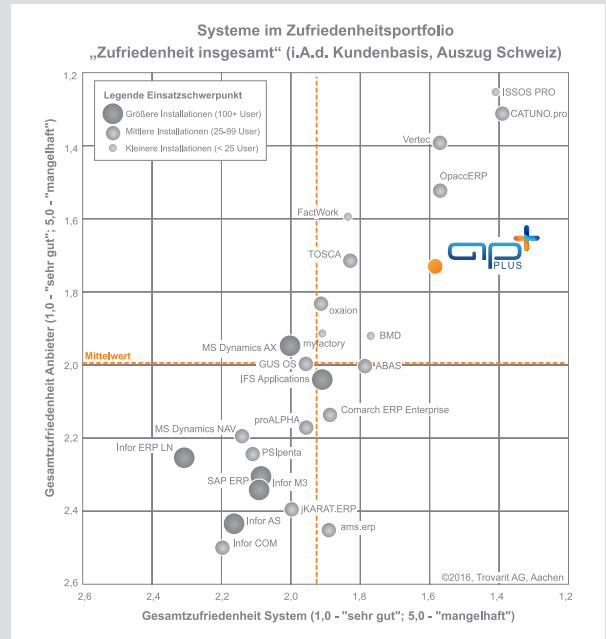 Systeme im Zufriedenheitsportfolio
„Zufriedenheit insgesamt“ (i.A.d. Kundenbasis, Auszug Schweiz)
Gesamtzufriedenheit Anbieter (1,0 - "sehr gut"; 5,0 - "mangelhaft")
1,2
1,4
1,6
1,8
2,0
2,2
2,4
2,6
Legende Einsatzschwerpunkt
Größere Installationen (100+ User)
Mittlere Installationen (25-99 User)
Kleinere Installationen (< 25 User)
ISSOS PRO
CATUNO.pro
Vertec
OpaccERP
FactWork
TOSCA
ap+
PLUS
oxaion
myfactory
BMD
MS Dynamics AX
Mittelwert
GUS OS
ABAS
IFS Applications
Comarch ERP Enterprise
proALPHA
MS Dynamics NAV
Infor ERP LN
PSIpenta
SAP ERP
Infor M3
jKARAT.ERP
Infor AS
ams.erp
Infor COM
©2016, Trovarit AG, Aachen
2,6
2,4
2,2
2,0
1,8
1,6
1,4
1,2
Gesamtzufriedenheit System (1,0 - "sehr gut"; 5,0 - "mangelhaft")